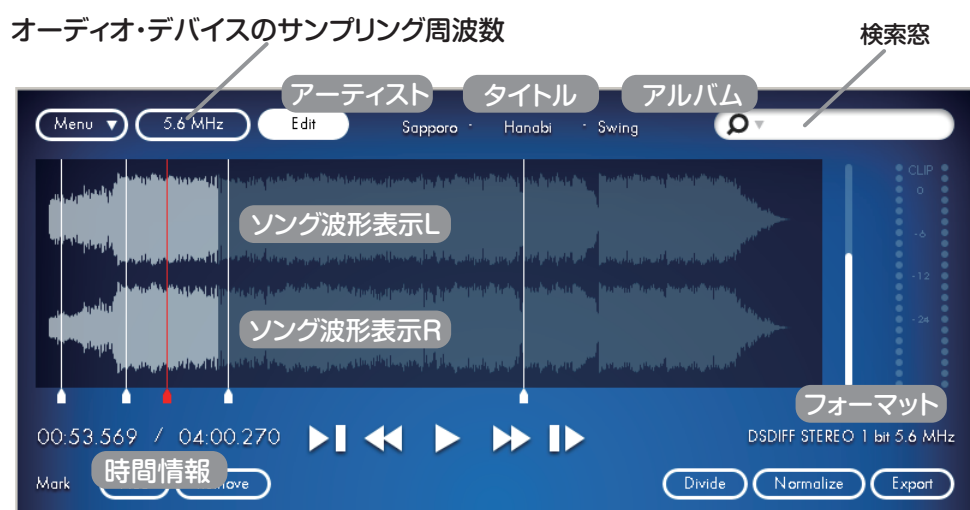 オーディオ・デバイスのサンプリング周波数
検索窓
アーティスト タイトル アルバム
Menu 5.6 MHz Edit Sapporo - Hanabi - Swing
CLIP
0
-6
-12
-24
ソング波形表示L
ソング波形表示R
フォーマット
00:53.569 / 04:00.270
DSDIFF STEREO 1 bit 5.6 MHz
時間情報
Mark Divide Normalize Export